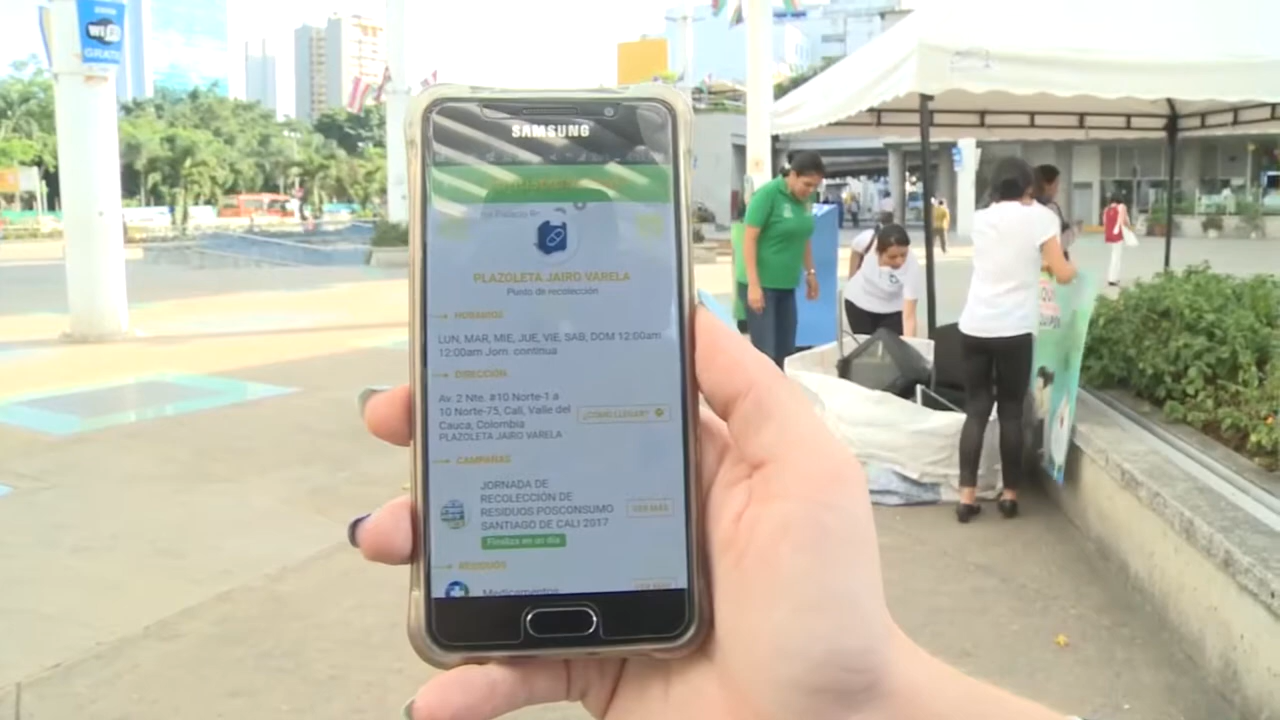 WiFi
GRATIS
SAMSUNG
PLAZOLETA JAIRO VARELA
Punto de recolección
HORARIOS
LUN, MAR, MIE, JUE, VIE, SAB, DOM 12:00am
12:00am Jorn. continua
DIRECCIÓN
Av. 2 Nte. #10 Norte-1 a
10 Norte-75, Cali, Valle del
Cauca, Colombia
¿CÓMO LLEGAR?
PLAZOLETA JAIRO VARELA
CAMPAÑAS
JORNADA DE
RECOLECCIÓN DE
RESIDUOS POSCONSUMO
SANTIAGO DE CALI 2017
VER MÁS
Finaliza en un día
RESIDUOS
Medicamentos
VER MÁS